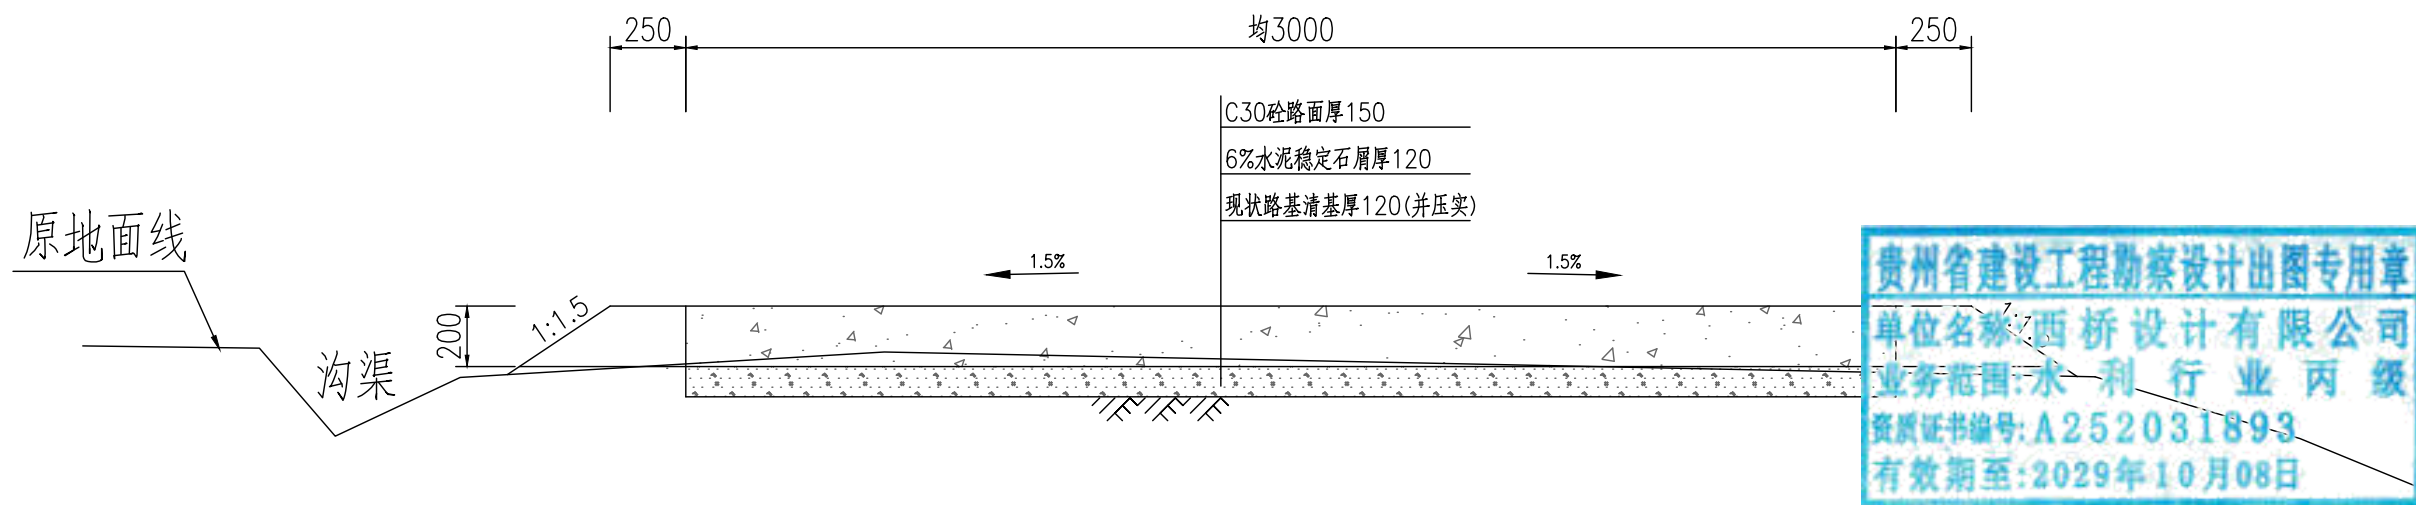 250
均3000
250
C30砼路面厚150
6%水泥稳定石屑厚120
现状路基清基厚120(并压实)
原地面线
1.5%
1.5%
1:1.5
200
沟渠
贵州省建设工程勘察设计出图专用章
单位名称:西桥设计有限公司
业务范围:水利行业丙级
资质证书编号:A252031893
有效期至:2029年10月08日